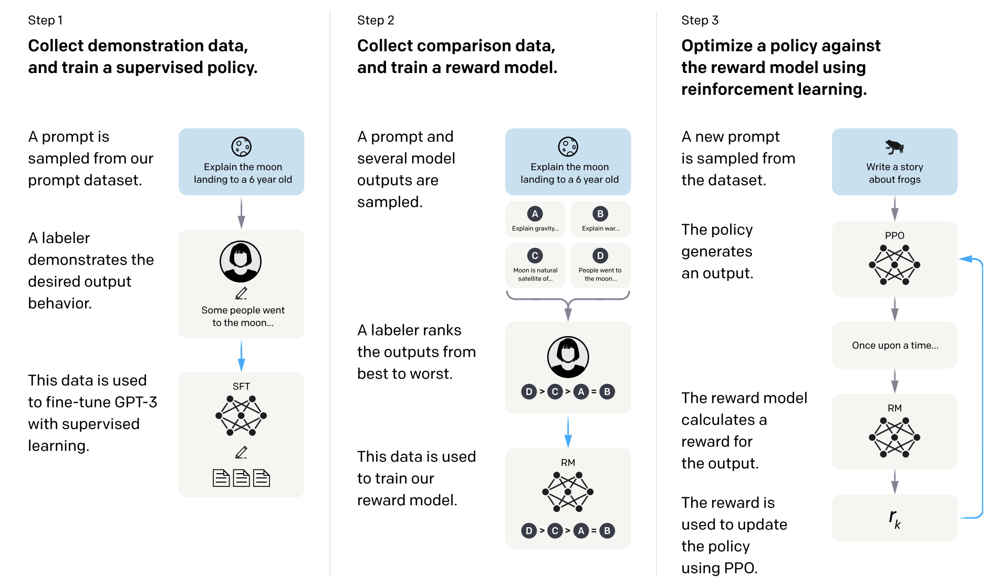 Step 1
Collect demonstration data,
and train a supervised policy.
A prompt is
sampled from our
prompt dataset.
Explain the moon
landing to a 6 year old
A labeler
demonstrates the
desired output
behavior.
Some people went
to the moon...
This data is used
to fine-tune GPT-3
with supervised
learning.
SFT
Step 2
Collect comparison data,
and train a reward model.
A prompt and
several model
outputs are
sampled.
Explain the moon
landing to a 6 year old
A
Explain gravity...
B
Explain war...
C
Moon is natural
satellite of...
D
People went to
the moon...
A labeler ranks
the outputs from
best to worst.
D > C > A = B
This data is used
to train our
reward model.
RM
D > C > A = B
Step 3
Optimize a policy against
the reward model using
reinforcement learning.
A new prompt
is sampled from
the dataset.
Write a story
about frogs
The policy
generates
an output.
PPO
Once upon a time...
The reward model
calculates a
reward for
the output.
RM
The reward is
used to update
the policy
using PPO.
r_k